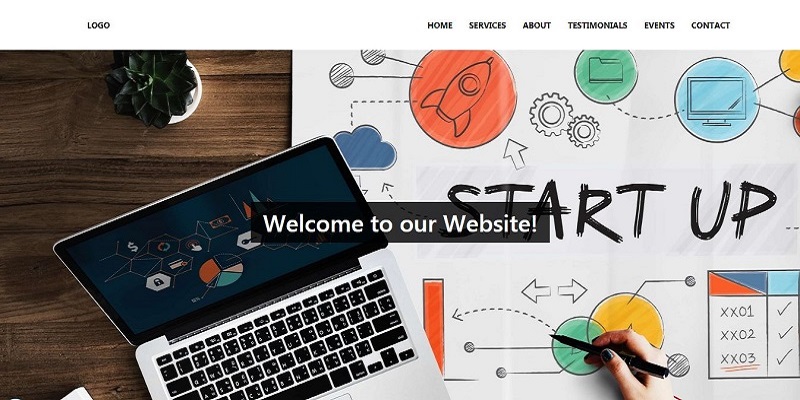 LOGO
HOME SERVICES ABOUT TESTIMONIALS EVENTS CONTACT
START UP
Welcome to our Website!
$
XX01
XX02
XX03